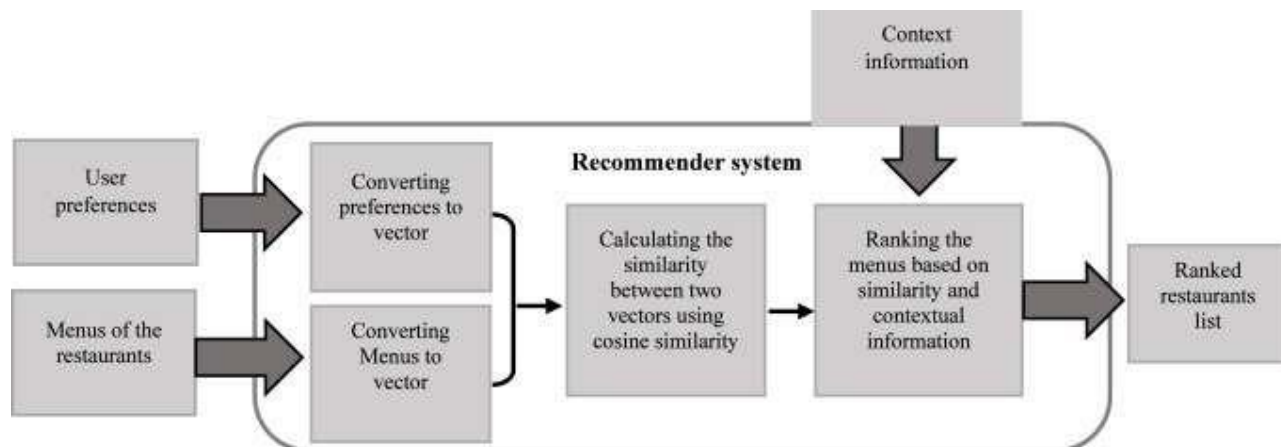 Context
information
Recommender system
User
preferences
Converting
preferences to
vector
Menus of the
restaurants
Converting
Menus to
vector
Calculating the
similarity
between two
vectors using
cosine similarity
Ranking the
menus based on
similarity and
contextual
information
Ranked
restaurants
list